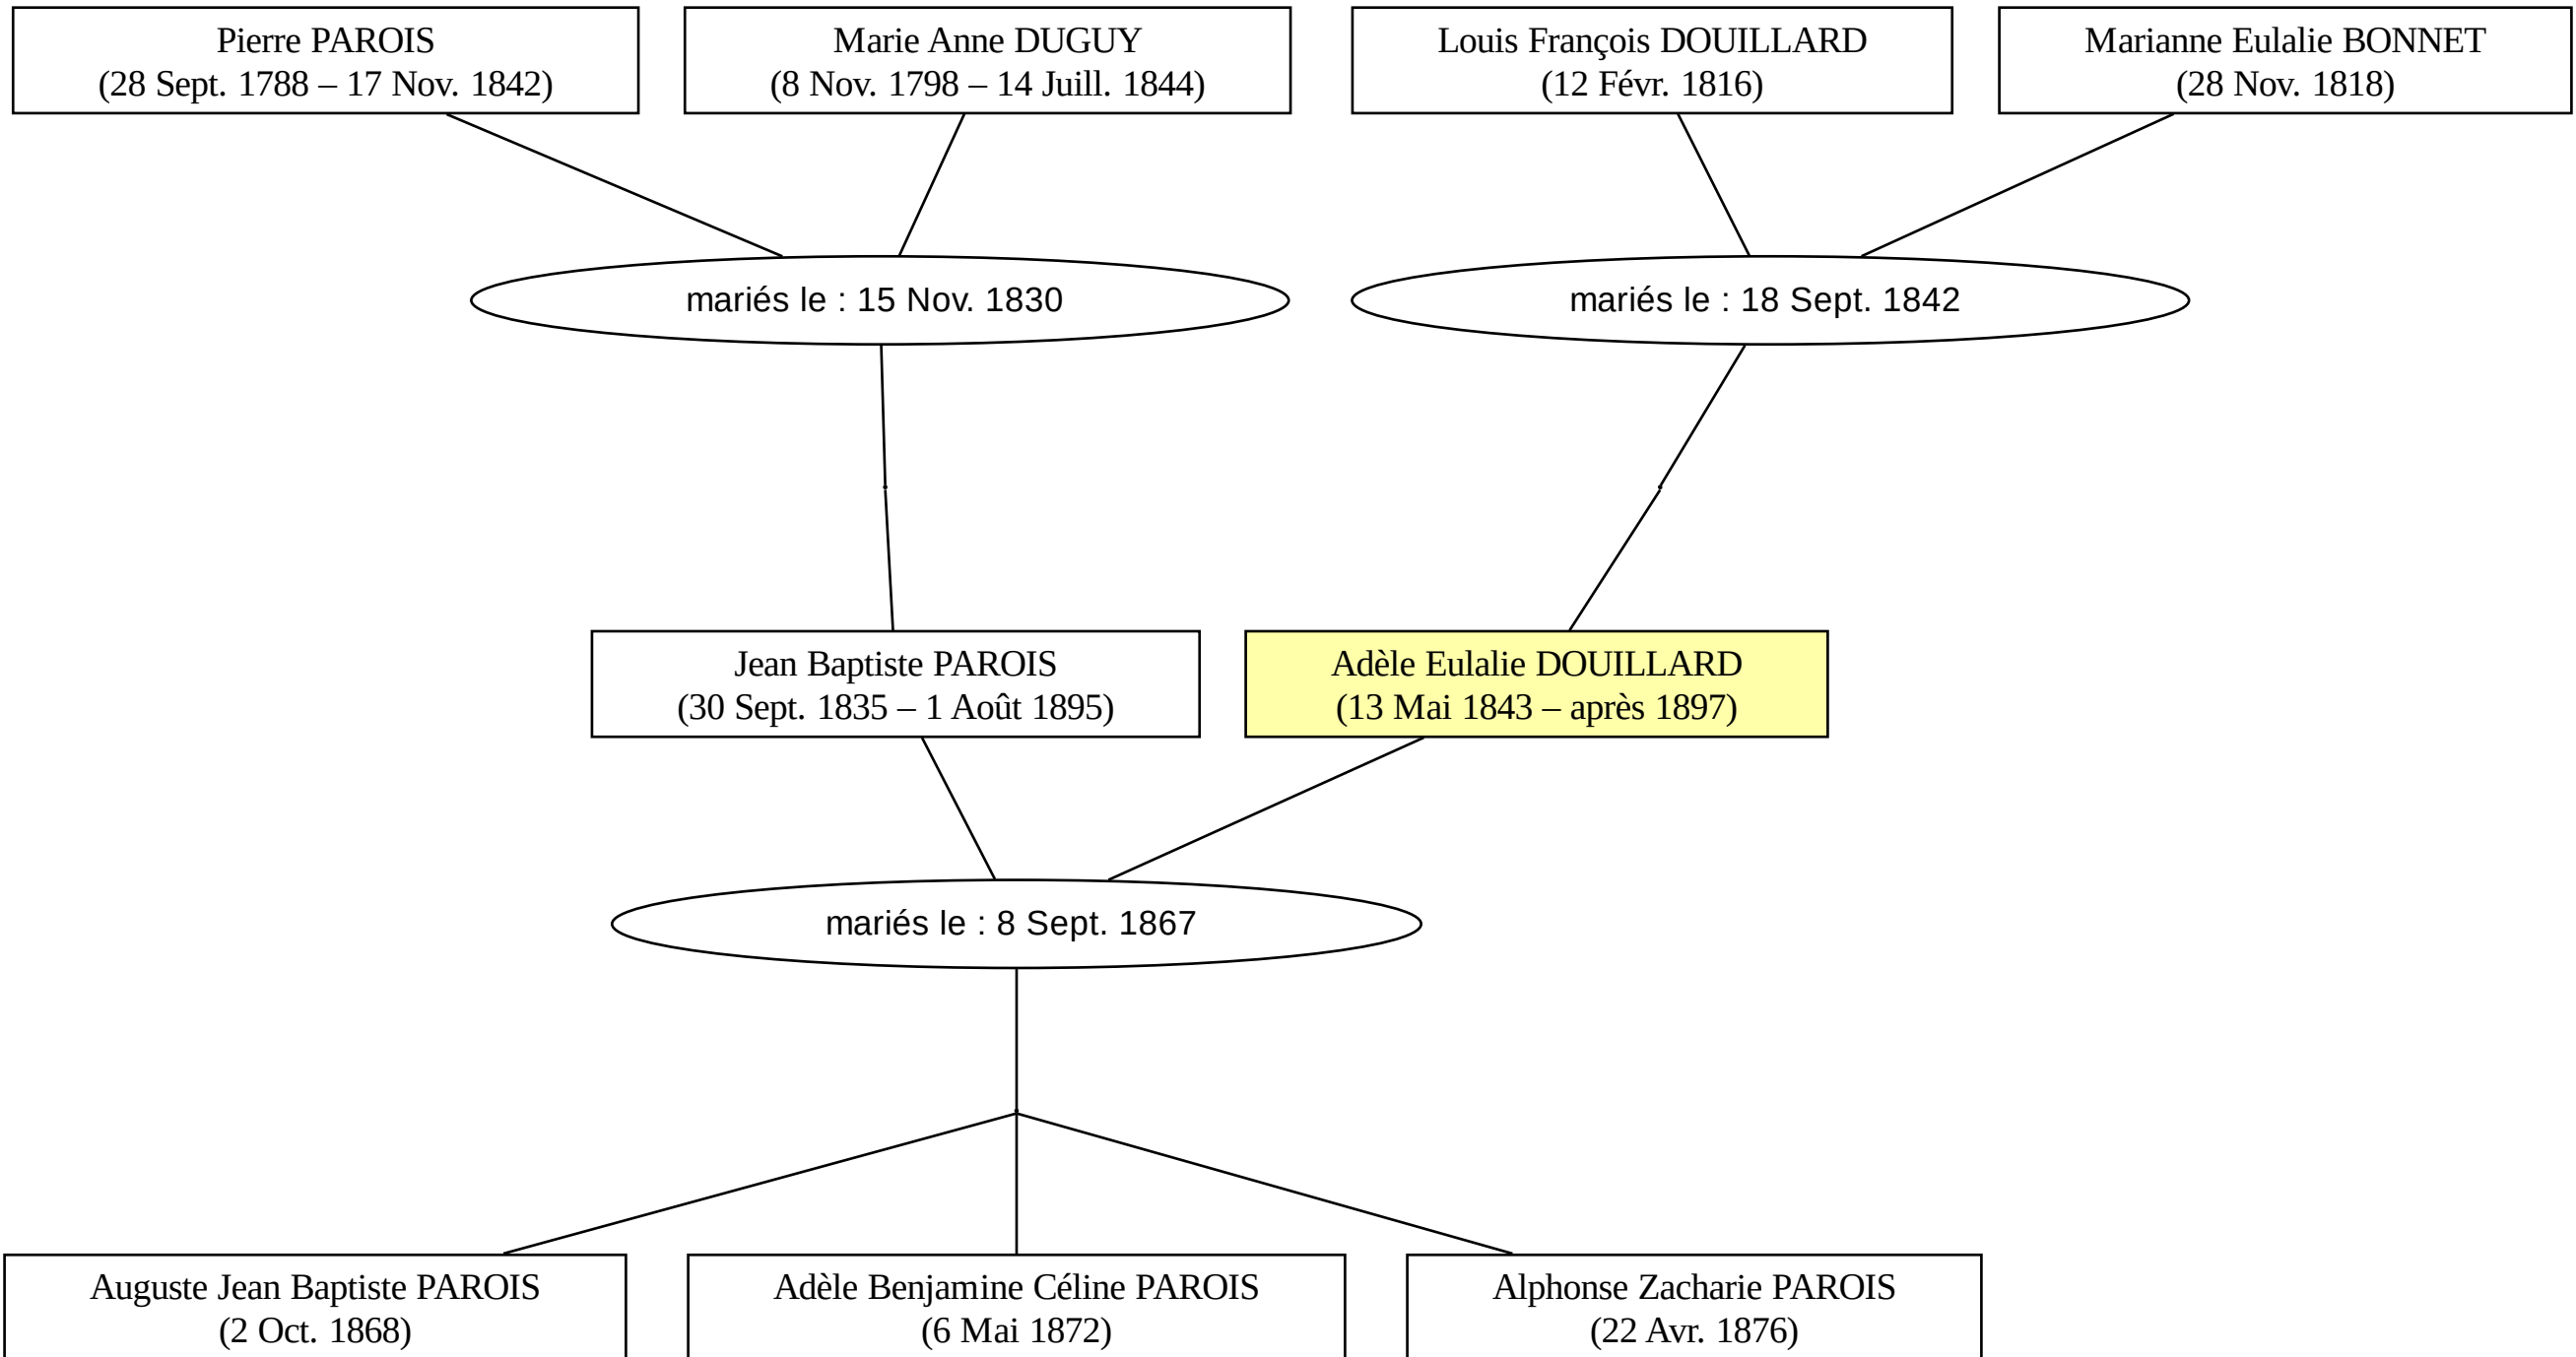 Pierre PAROIS
(28 Sept. 1788 – 17 Nov. 1842)
Marie Anne DUGUY
(8 Nov. 1798 – 14 Juill. 1844)
Louis François DOUILLARD
(12 Févr. 1816)
Marianne Eulalie BONNET
(28 Nov. 1818)
mariés le : 15 Nov. 1830
mariés le : 18 Sept. 1842
Jean Baptiste PAROIS
(30 Sept. 1835 – 1 Août 1895)
Adèle Eulalie DOUILLARD
(13 Mai 1843 – après 1897)
mariés le : 8 Sept. 1867
Auguste Jean Baptiste PAROIS
(2 Oct. 1868)
Adèle Benjamine Céline PAROIS
(6 Mai 1872)
Alphonse Zacharie PAROIS
(22 Avr. 1876)